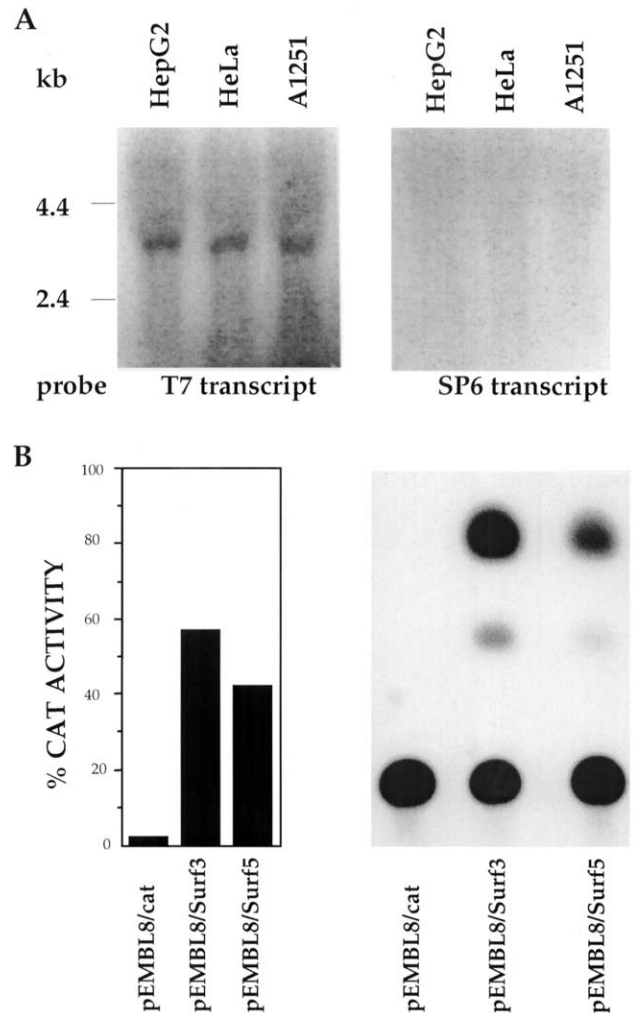 A
kb
HepG2
HeLa
A1251
HepG2
HeLa
A1251
4.4
2.4
probe
T7 transcript
SP6 transcript
B
% CAT ACTIVITY
100
80
60
40
20
0
pEMBL8/cat
pEMBL8/Surf3
pEMBL8/Surf5
pEMBL8/cat
pEMBL8/Surf3
pEMBL8/Surf5